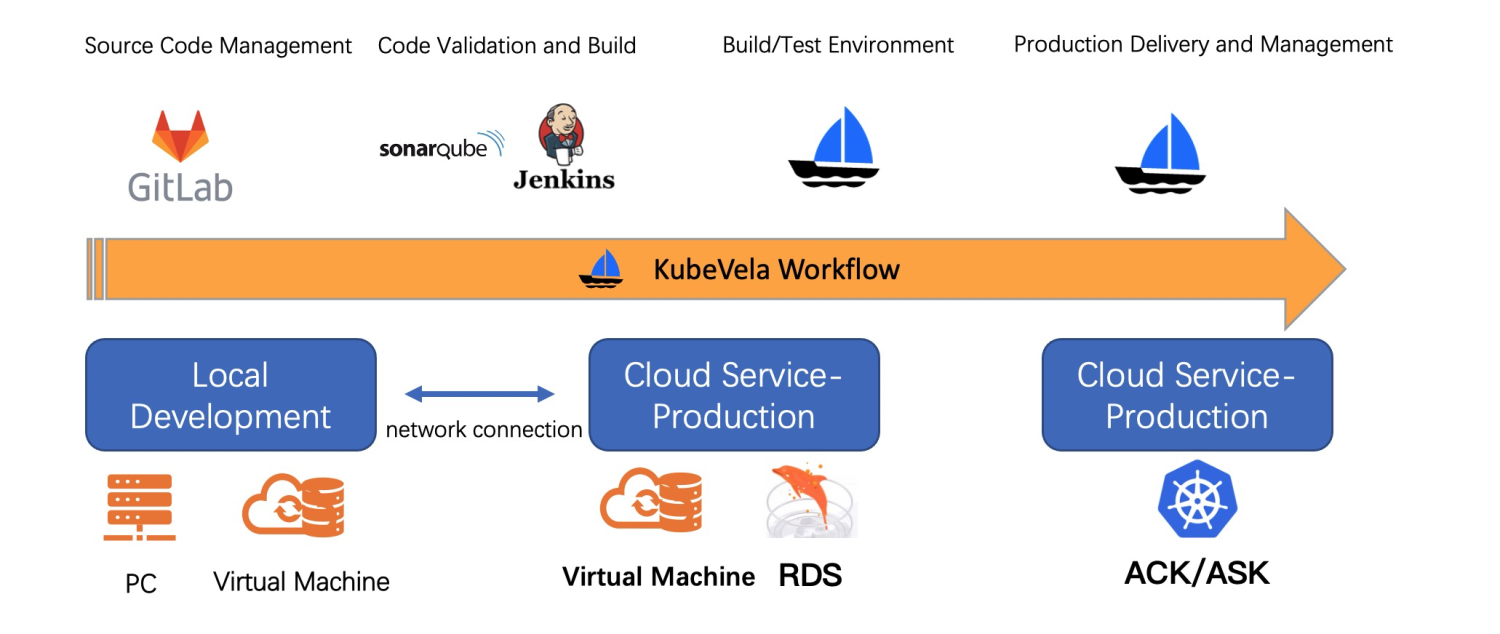 Source Code Management
Code Validation and Build
Build/Test Environment
Production Delivery and Management
GitLab
sonarqube
Jenkins
KubeVela Workflow
Local
Development
network connection
Cloud Service-
Production
Cloud Service-
Production
PC
Virtual Machine
Virtual Machine
RDS
ACK/ASK